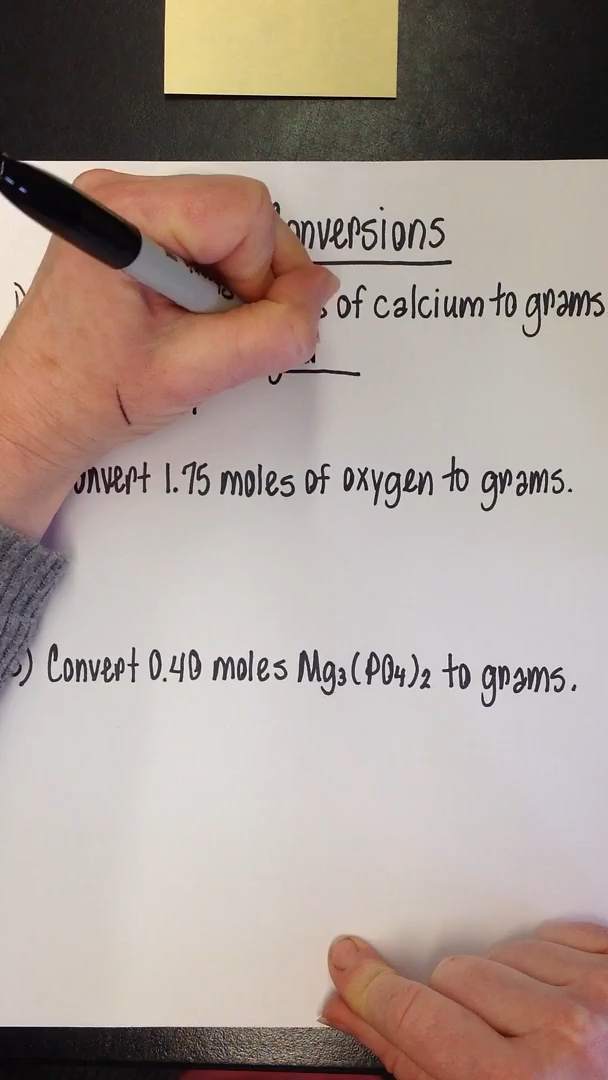 onversions
of calcium to grams
onvert 1.75 moles of oxygen to grams.
) Convert 0.40 moles Mg₃(PO₄)₂ to grams.